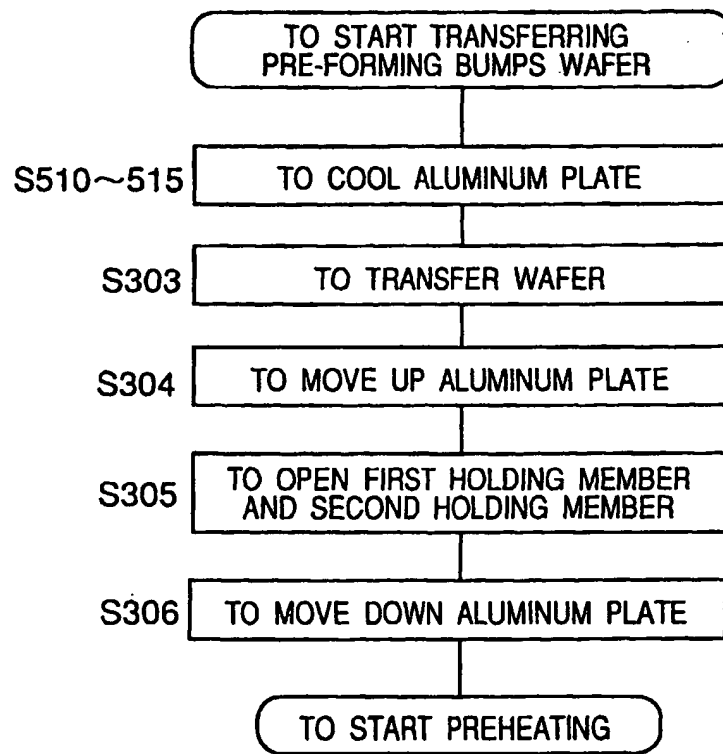 TO START TRANSFERRING
PRE-FORMING BUMPS WAFER
S510~515
TO COOL ALUMINUM PLATE
S303
TO TRANSFER WAFER
S304
TO MOVE UP ALUMINUM PLATE
S305
TO OPEN FIRST HOLDING MEMBER
AND SECOND HOLDING MEMBER
S306
TO MOVE DOWN ALUMINUM PLATE
TO START PREHEATING